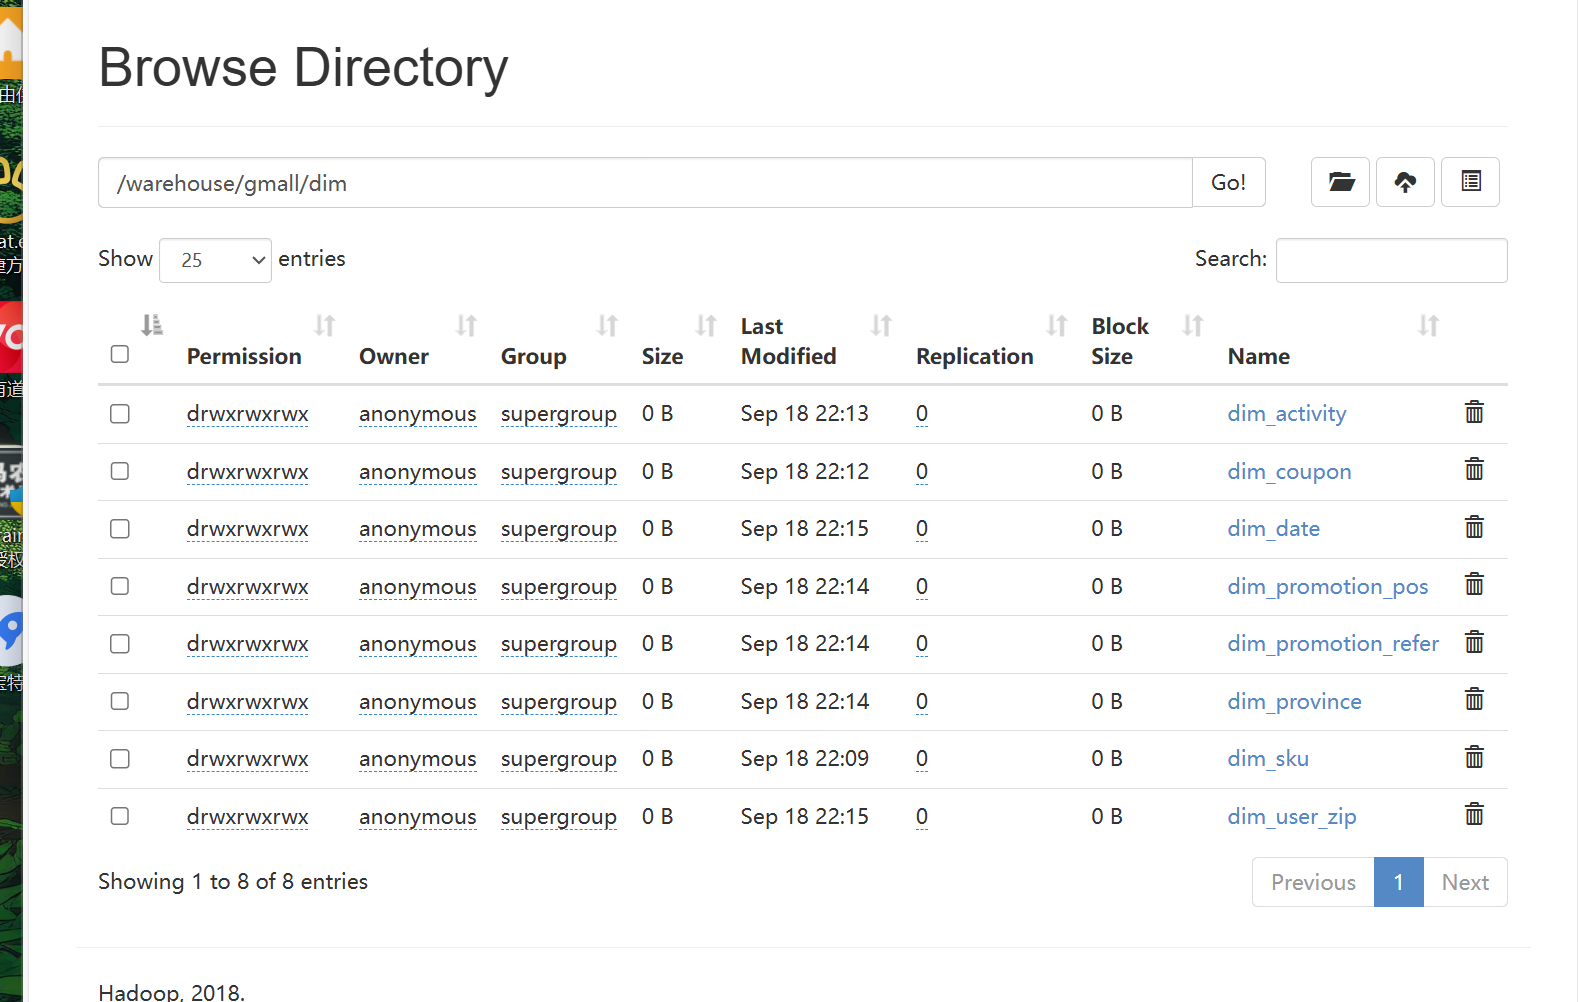 Browse Directory
/warehouse/gmall/dim Go!
Show 25 entries Search:
Permission Owner Group Size Last Modified Replication Block Size Name
drwxrwxrwx anonymous supergroup 0 B Sep 18 22:13 0 0 B dim_activity
drwxrwxrwx anonymous supergroup 0 B Sep 18 22:12 0 0 B dim_coupon
drwxrwxrwx anonymous supergroup 0 B Sep 18 22:15 0 0 B dim_date
drwxrwxrwx anonymous supergroup 0 B Sep 18 22:14 0 0 B dim_promotion_pos
drwxrwxrwx anonymous supergroup 0 B Sep 18 22:14 0 0 B dim_promotion_refer
drwxrwxrwx anonymous supergroup 0 B Sep 18 22:14 0 0 B dim_province
drwxrwxrwx anonymous supergroup 0 B Sep 18 22:09 0 0 B dim_sku
drwxrwxrwx anonymous supergroup 0 B Sep 18 22:15 0 0 B dim_user_zip
Showing 1 to 8 of 8 entries Previous 1 Next
Hadoop, 2018.